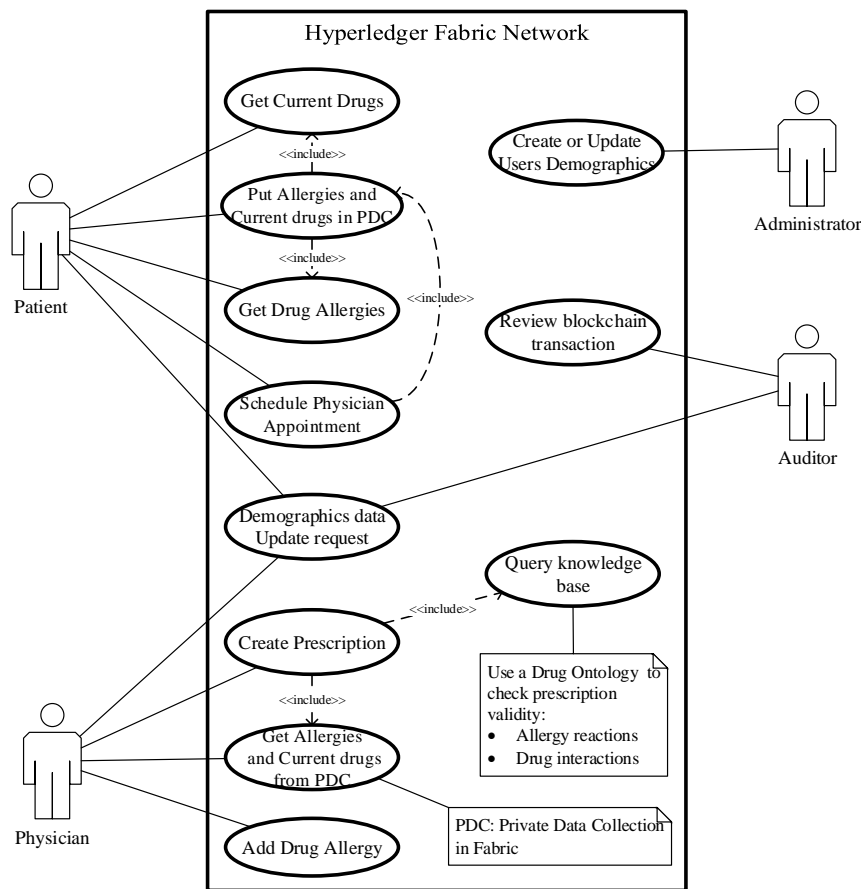 Hyperledger Fabric Network
Get Current Drugs
<<include>>
Put Allergies and
Current drugs in PDC
<<include>>
Get Drug Allergies
<<include>>
Schedule Physician
Appointment
Demographics data
Update request
Create Prescription
<<include>>
<<include>>
Get Allergies
and Current drugs
from PDC
Add Drug Allergy
Create or Update
Users Demographics
Review blockchain
transaction
Query knowledge
base
Use a Drug Ontology to
check prescription
validity:
• Allergy reactions
• Drug interactions
PDC: Private Data Collection
in Fabric
Patient
Physician
Administrator
Auditor